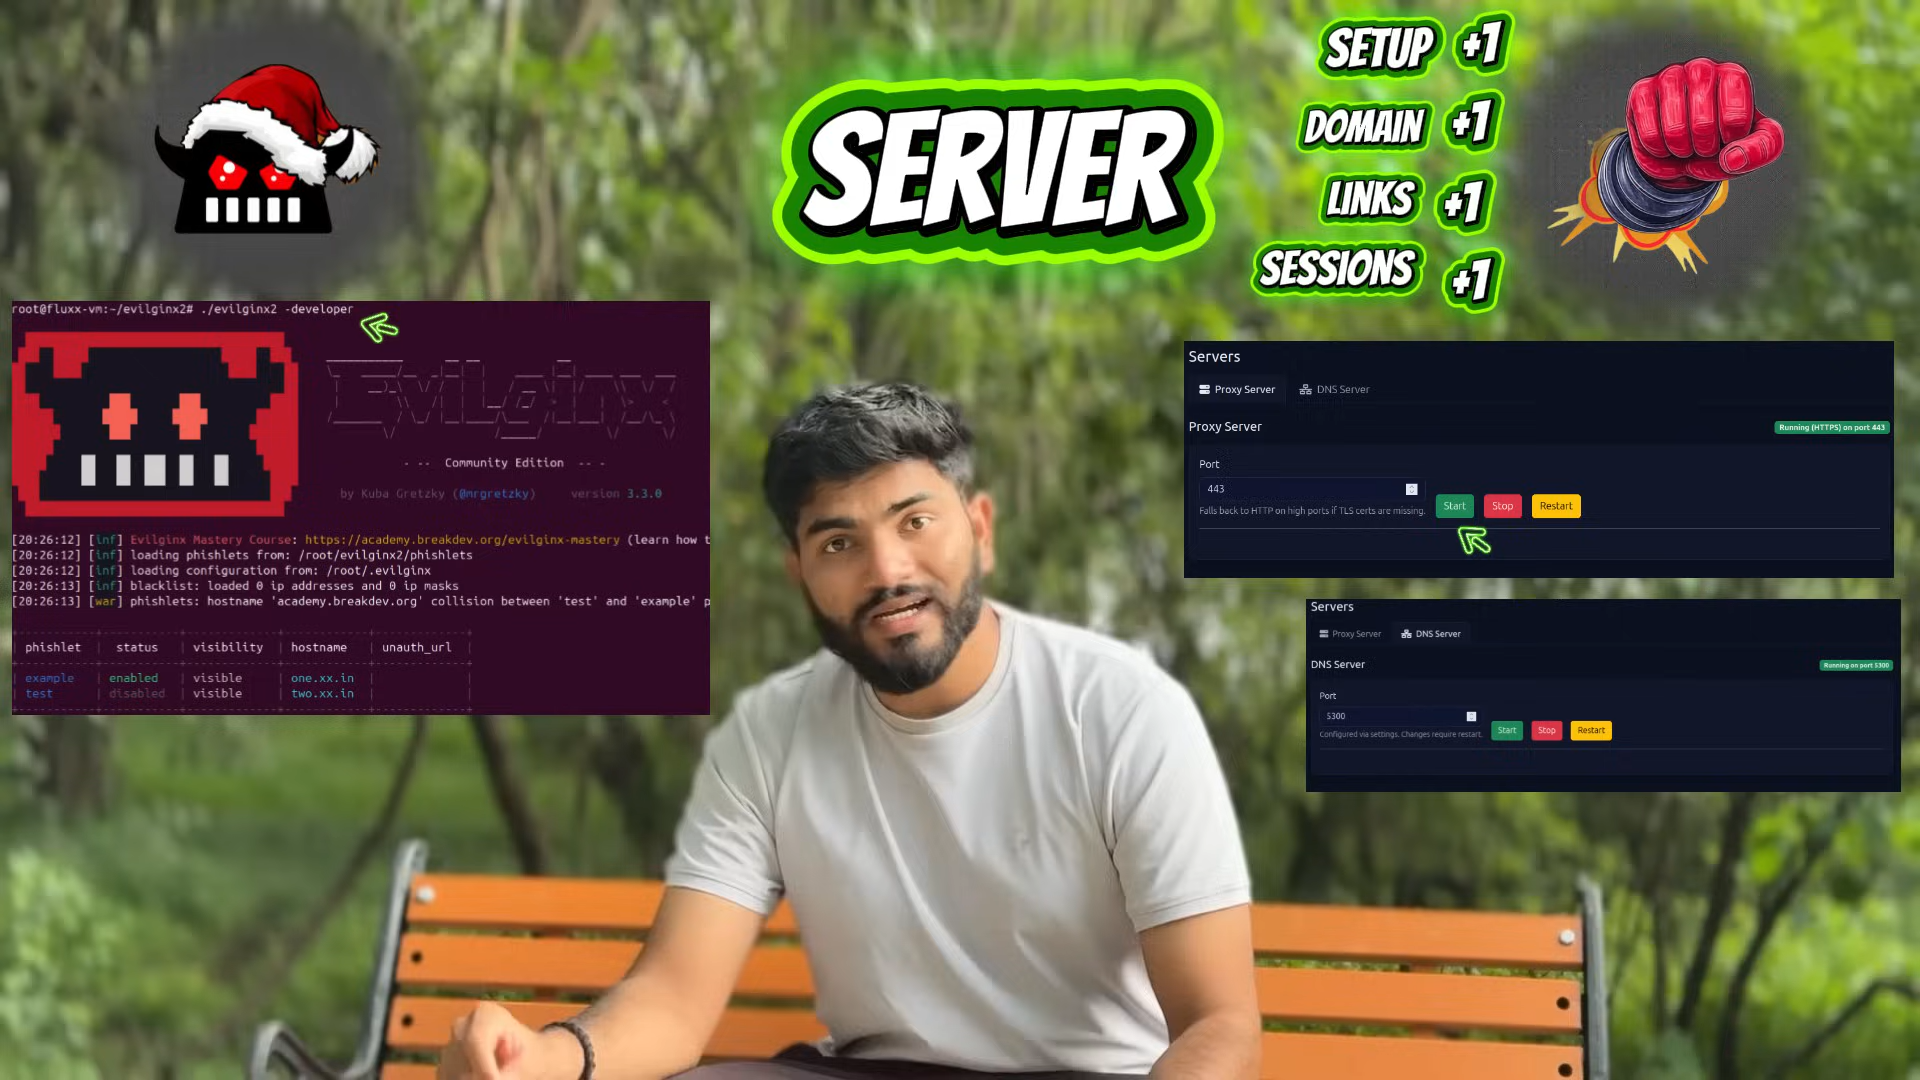 SERVER
SETUP +1
DOMAIN +1
LINKS +1
SESSIONS +1
root@fluxx-vm:~/evilginx2# ./evilginx2 -developer
Evilginx
- -- Community Edition -- -
by Kuba Gretzky (@mrgretzky) version 3.3.0
[20:26:12] [inf] Evilginx Mastery Course: https://academy.breakdev.org/evilginx-mastery (learn how t
[20:26:12] [inf] loading phishlets from: /root/evilginx2/phishlets
[20:26:12] [inf] loading configuration from: /root/.evilginx
[20:26:13] [inf] blacklist: loaded 0 ip addresses and 0 ip masks
[20:26:13] [war] phishlets: hostname 'academy.breakdev.org' collision between 'test' and 'example' p
phishlet | status | visibility | hostname | unauth_url |
example | enabled | visible | one.xx.in | |
test | disabled | visible | two.xx.in | |
Servers
Proxy Server DNS Server
Proxy Server Running (HTTPS) on port 443
Port
443
Falls back to HTTP on high ports if TLS certs are missing. Start Stop Restart
Servers
Proxy Server DNS Server
DNS Server Running on port 5300
Port
5300
Configured via settings. Changes require restart. Start Stop Restart